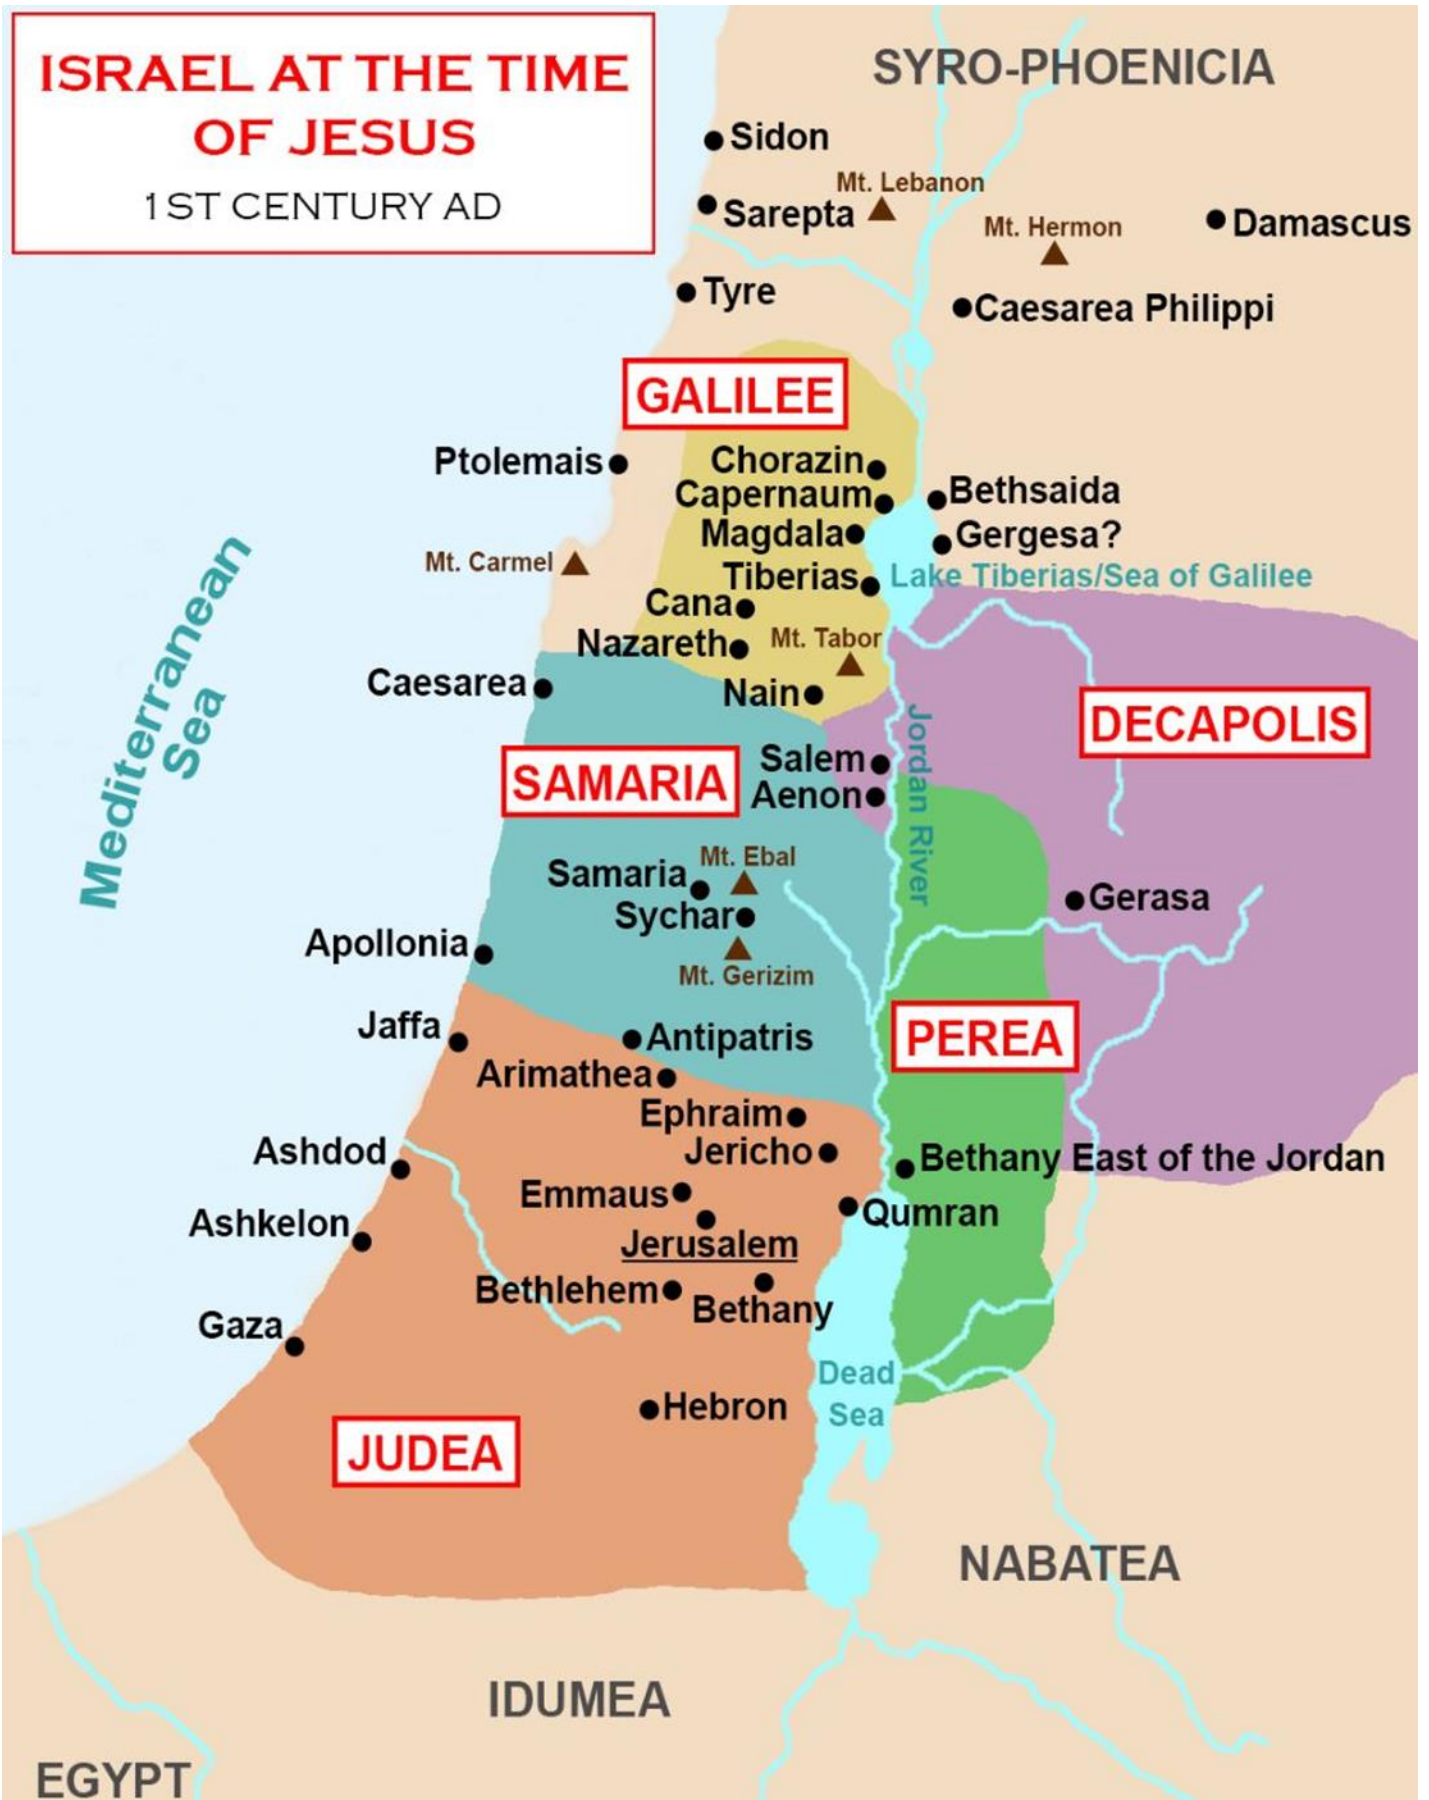 ISRAEL AT THE TIME
OF JESUS
1ST CENTURY AD
SYRO-PHOENICIA
Sidon
Mt. Lebanon
Sarepta
Mt. Hermon
Damascus
Tyre
Caesarea Philippi
GALILEE
Ptolemais
Chorazin
Capernaum
Bethsaida
Magdala
Gergesa?
Mt. Carmel
Tiberias
Lake Tiberias/Sea of Galilee
Cana
Nazareth
Mt. Tabor
Caesarea
Nain
Mediterranean
Sea
DECAPOLIS
Jordan River
SAMARIA
Salem
Aenon
Mt. Ebal
Samaria
Sychar
Gerasa
Apollonia
Mt. Gerizim
Jaffa
Antipatris
PEREA
Arimathea
Ephraim
Jericho
Ashdod
Bethany East of the Jordan
Emmaus
Qumran
Ashkelon
Jerusalem
Bethlehem
Bethany
Gaza
Dead
Sea
Hebron
JUDEA
NABATEA
IDUMEA
EGYPT